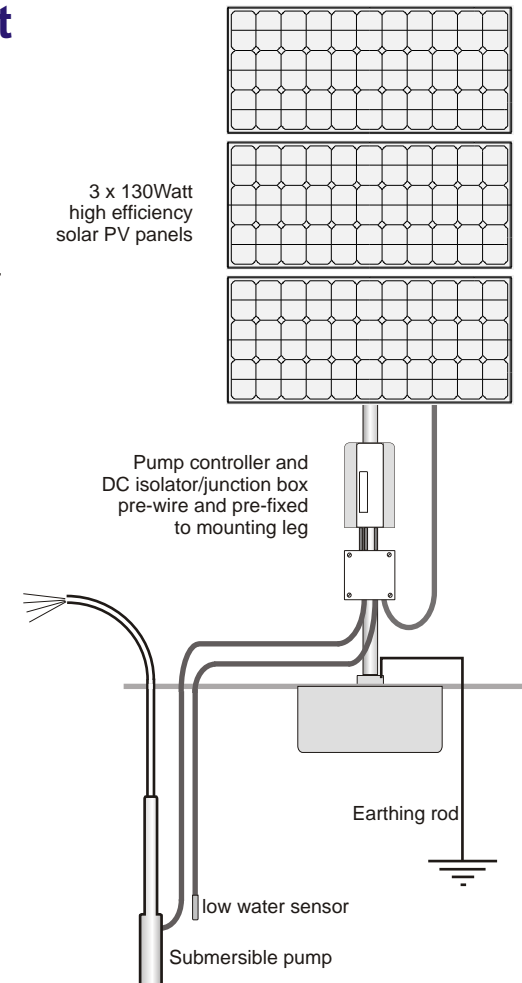 t
3 x 130Watt
high efficiency
solar PV panels
Pump controller and
DC isolator/junction box
pre-wire and pre-fixed
to mounting leg
Earthing rod
low water sensor
Submersible pump